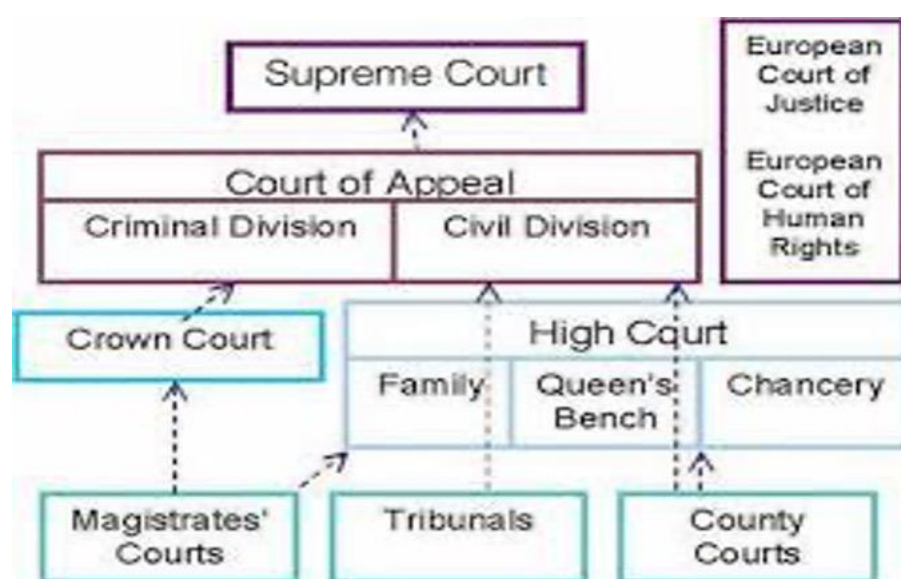 Supreme Court
European
Court of
Justice
European
Court of
Human
Rights
Court of Appeal
Criminal Division
Civil Division
Crown Court
High Court
Family
Queen's
Bench
Chancery
Magistrates'
Courts
Tribunals
County
Courts